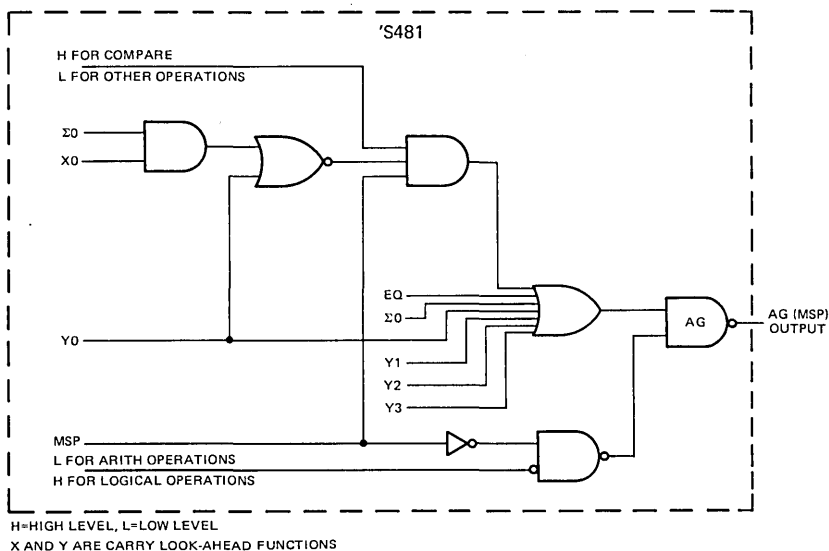 'S481
H FOR COMPARE
L FOR OTHER OPERATIONS
Σ0
X0
EQ
Σ0
Y0
Y1
Y2
Y3
AG
AG (MSP)
OUTPUT
MSP
L FOR ARITH OPERATIONS
H FOR LOGICAL OPERATIONS
H=HIGH LEVEL, L=LOW LEVEL
X AND Y ARE CARRY LOOK-AHEAD FUNCTIONS